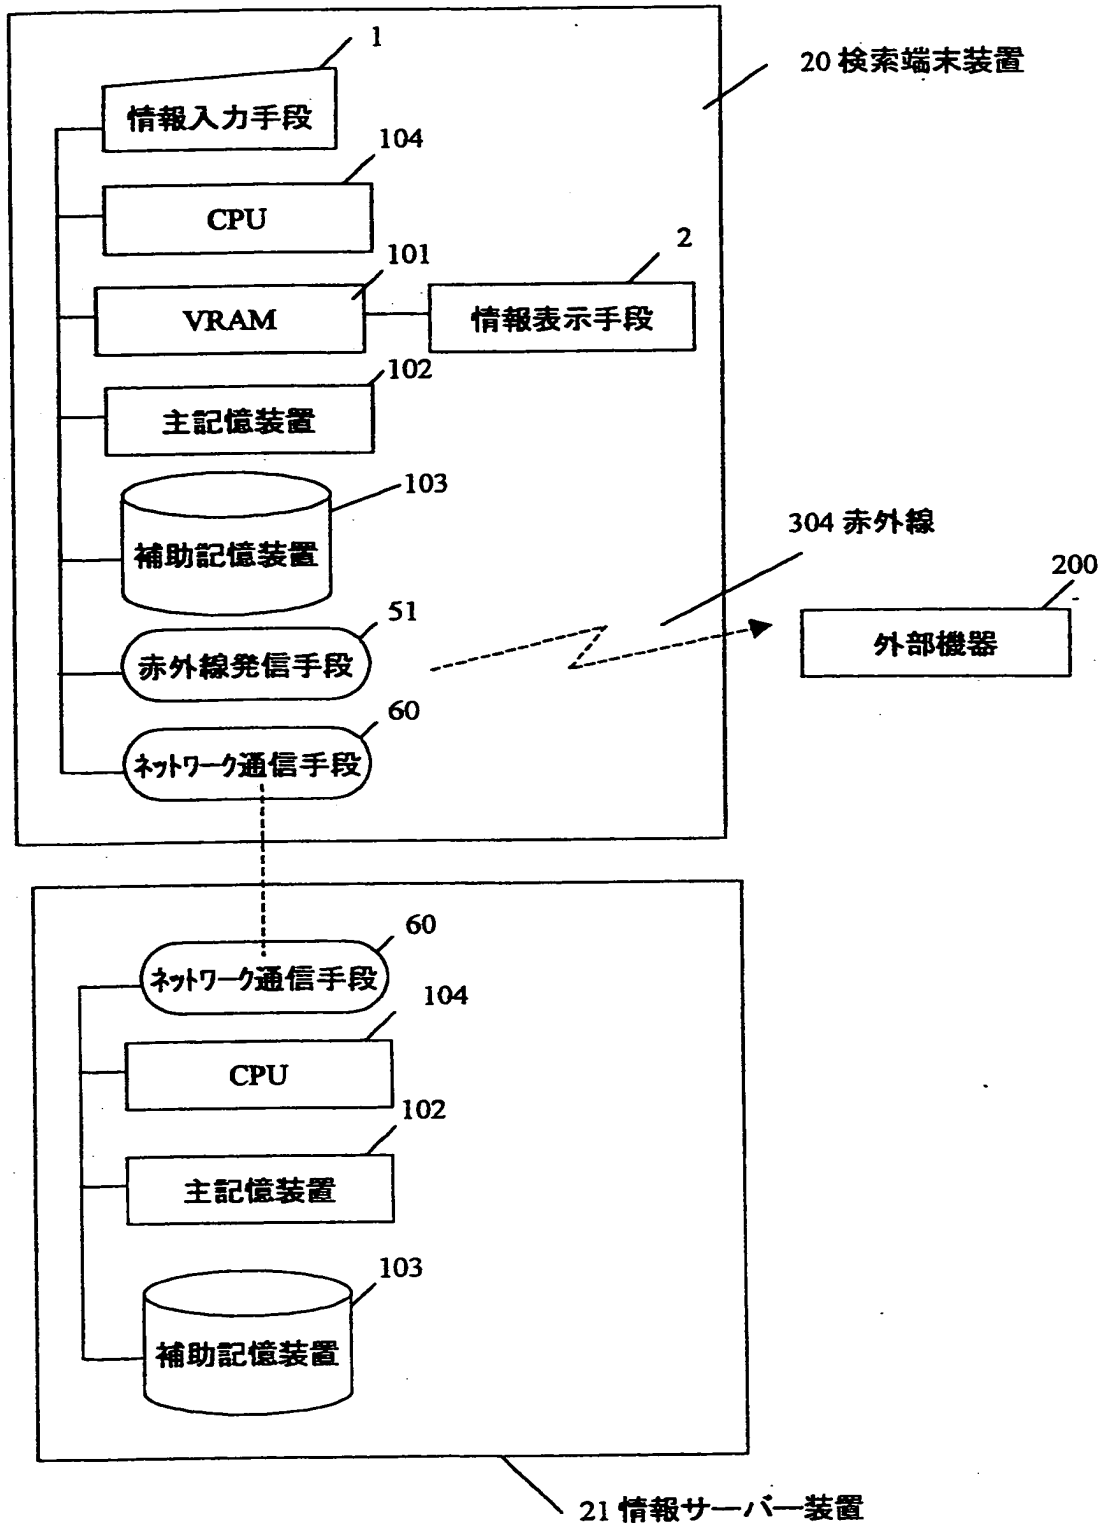 1
20 検索端末装置
情報入力手段
104
CPU
2
101
VRAM
情報表示手段
102
主記憶装置
103
補助記憶装置
304 赤外線
200
外部機器
51
赤外線発信手段
60
ネットワーク通信手段
60
ネットワーク通信手段
104
CPU
102
主記憶装置
103
補助記憶装置
21 情報サーバー装置